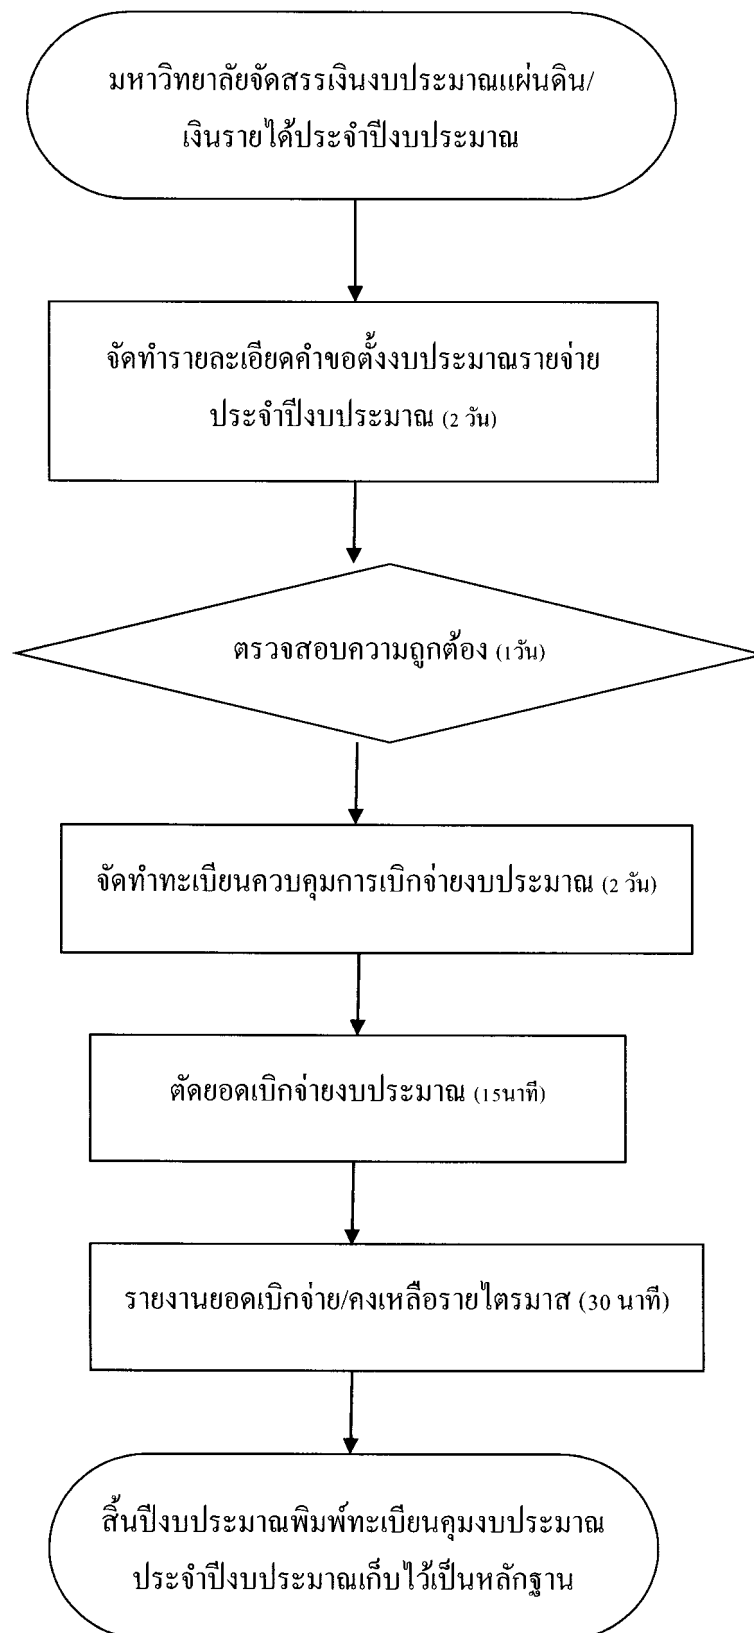 มหาวิทยาลัยจัดสรรเงินงบประมาณแผ่นดิน/
เงินรายได้ประจำปีงบประมาณ
จัดทำรายละเอียดคำขอตั้งงบประมาณรายจ่าย
ประจำปีงบประมาณ (2 วัน)
ตรวจสอบความถูกต้อง (1วัน)
จัดทำทะเบียนควบคุมการเบิกจ่ายงบประมาณ (2 วัน)
ตัดยอดเบิกจ่ายงบประมาณ (15นาที)
รายงานยอดเบิกจ่าย/คงเหลือรายไตรมาส (30 นาที)
สิ้นปีงบประมาณพิมพ์ทะเบียนคุมงบประมาณ
ประจำปีงบประมาณเก็บไว้เป็นหลักฐาน